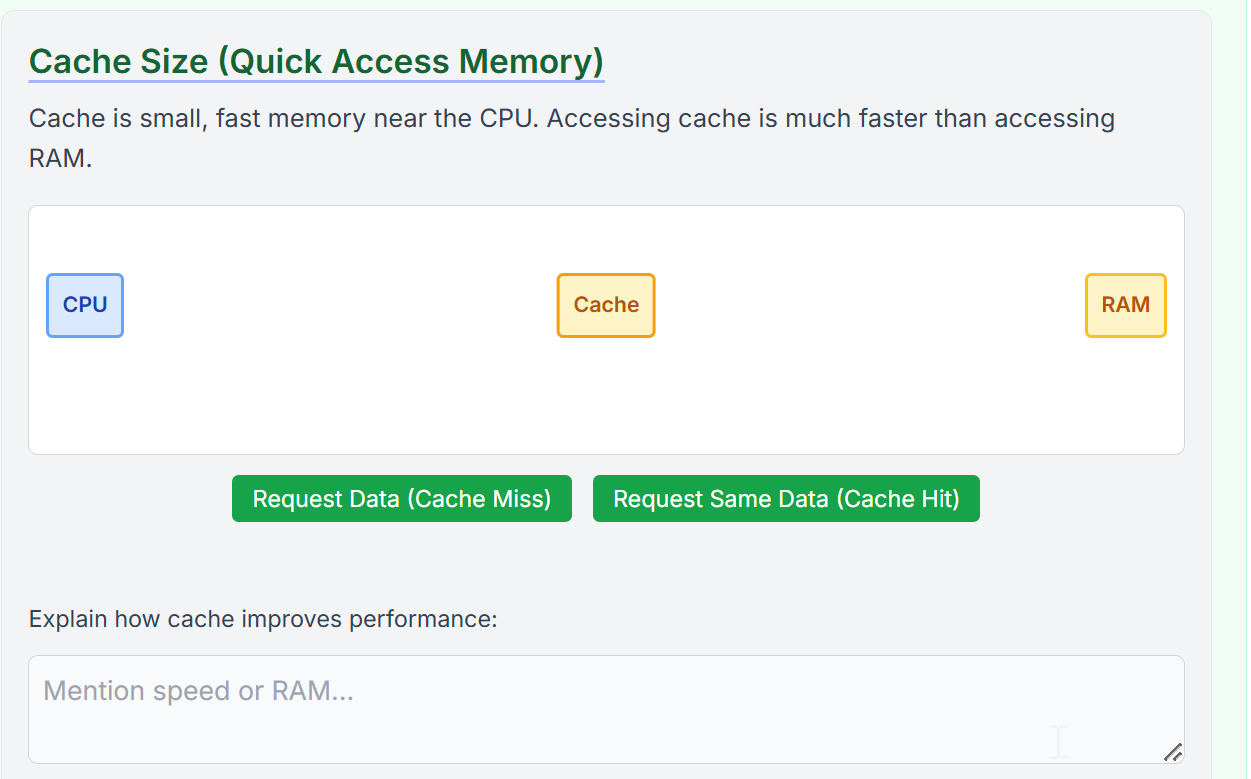 Cache Size (Quick Access Memory)
Cache is small, fast memory near the CPU. Accessing cache is much faster than accessing
RAM.
CPU
Cache
RAM
Request Data (Cache Miss)
Request Same Data (Cache Hit)
Explain how cache improves performance:
Mention speed or RAM...